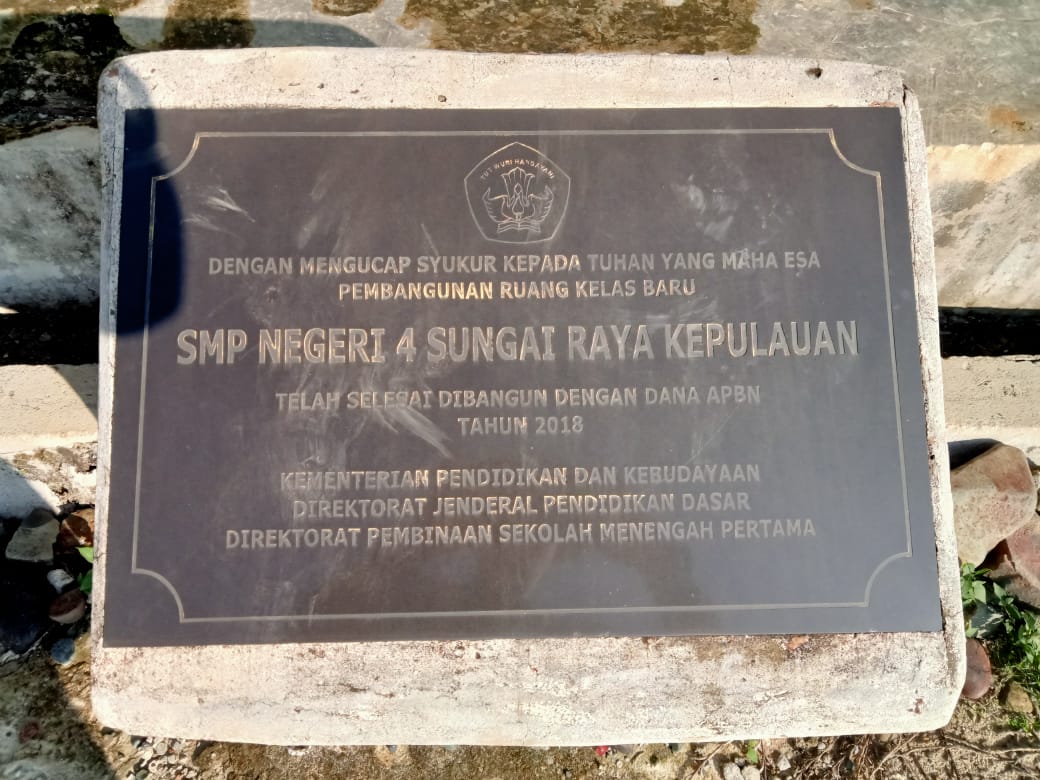 TUT WURI HANDAYANI
DENGAN MENGUCAP SYUKUR KEPADA TUHAN YANG MAHA ESA
PEMBANGUNAN RUANG KELAS BARU
SMP NEGERI 4 SUNGAI RAYA KEPULAUAN
TELAH SELESAI DIBANGUN DENGAN DANA APBN
TAHUN 2018
KEMENTERIAN PENDIDIKAN DAN KEBUDAYAAN
DIREKTORAT JENDERAL PENDIDIKAN DASAR
DIREKTORAT PEMBINAAN SEKOLAH MENENGAH PERTAMA